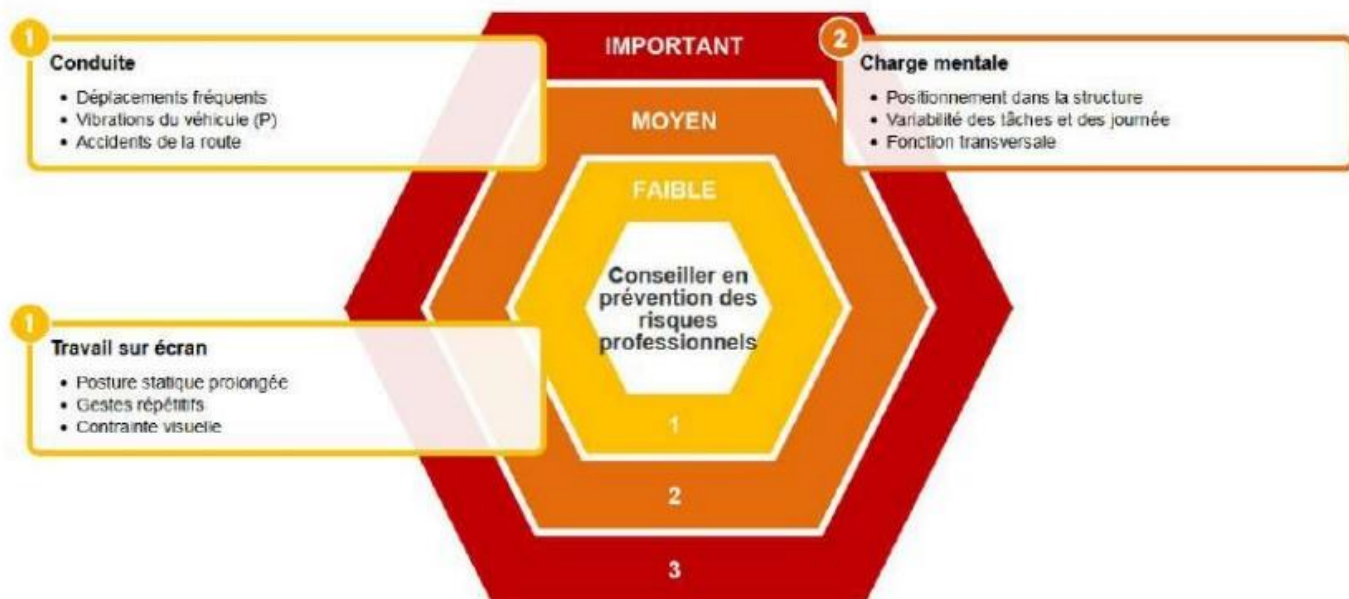 1
Conduite
• Déplacements fréquents
• Vibrations du véhicule (P)
• Accidents de la route
IMPORTANT
MOYEN
FAIBLE
2
Charge mentale
• Positionnement dans la structure
• Variabilité des tâches et des journée
• Fonction transversale
Conseiller en
prévention des
risques
professionnels
1
Travail sur écran
• Posture statique prolongée
• Gestes répétitifs
• Contrainte visuelle
1
2
3